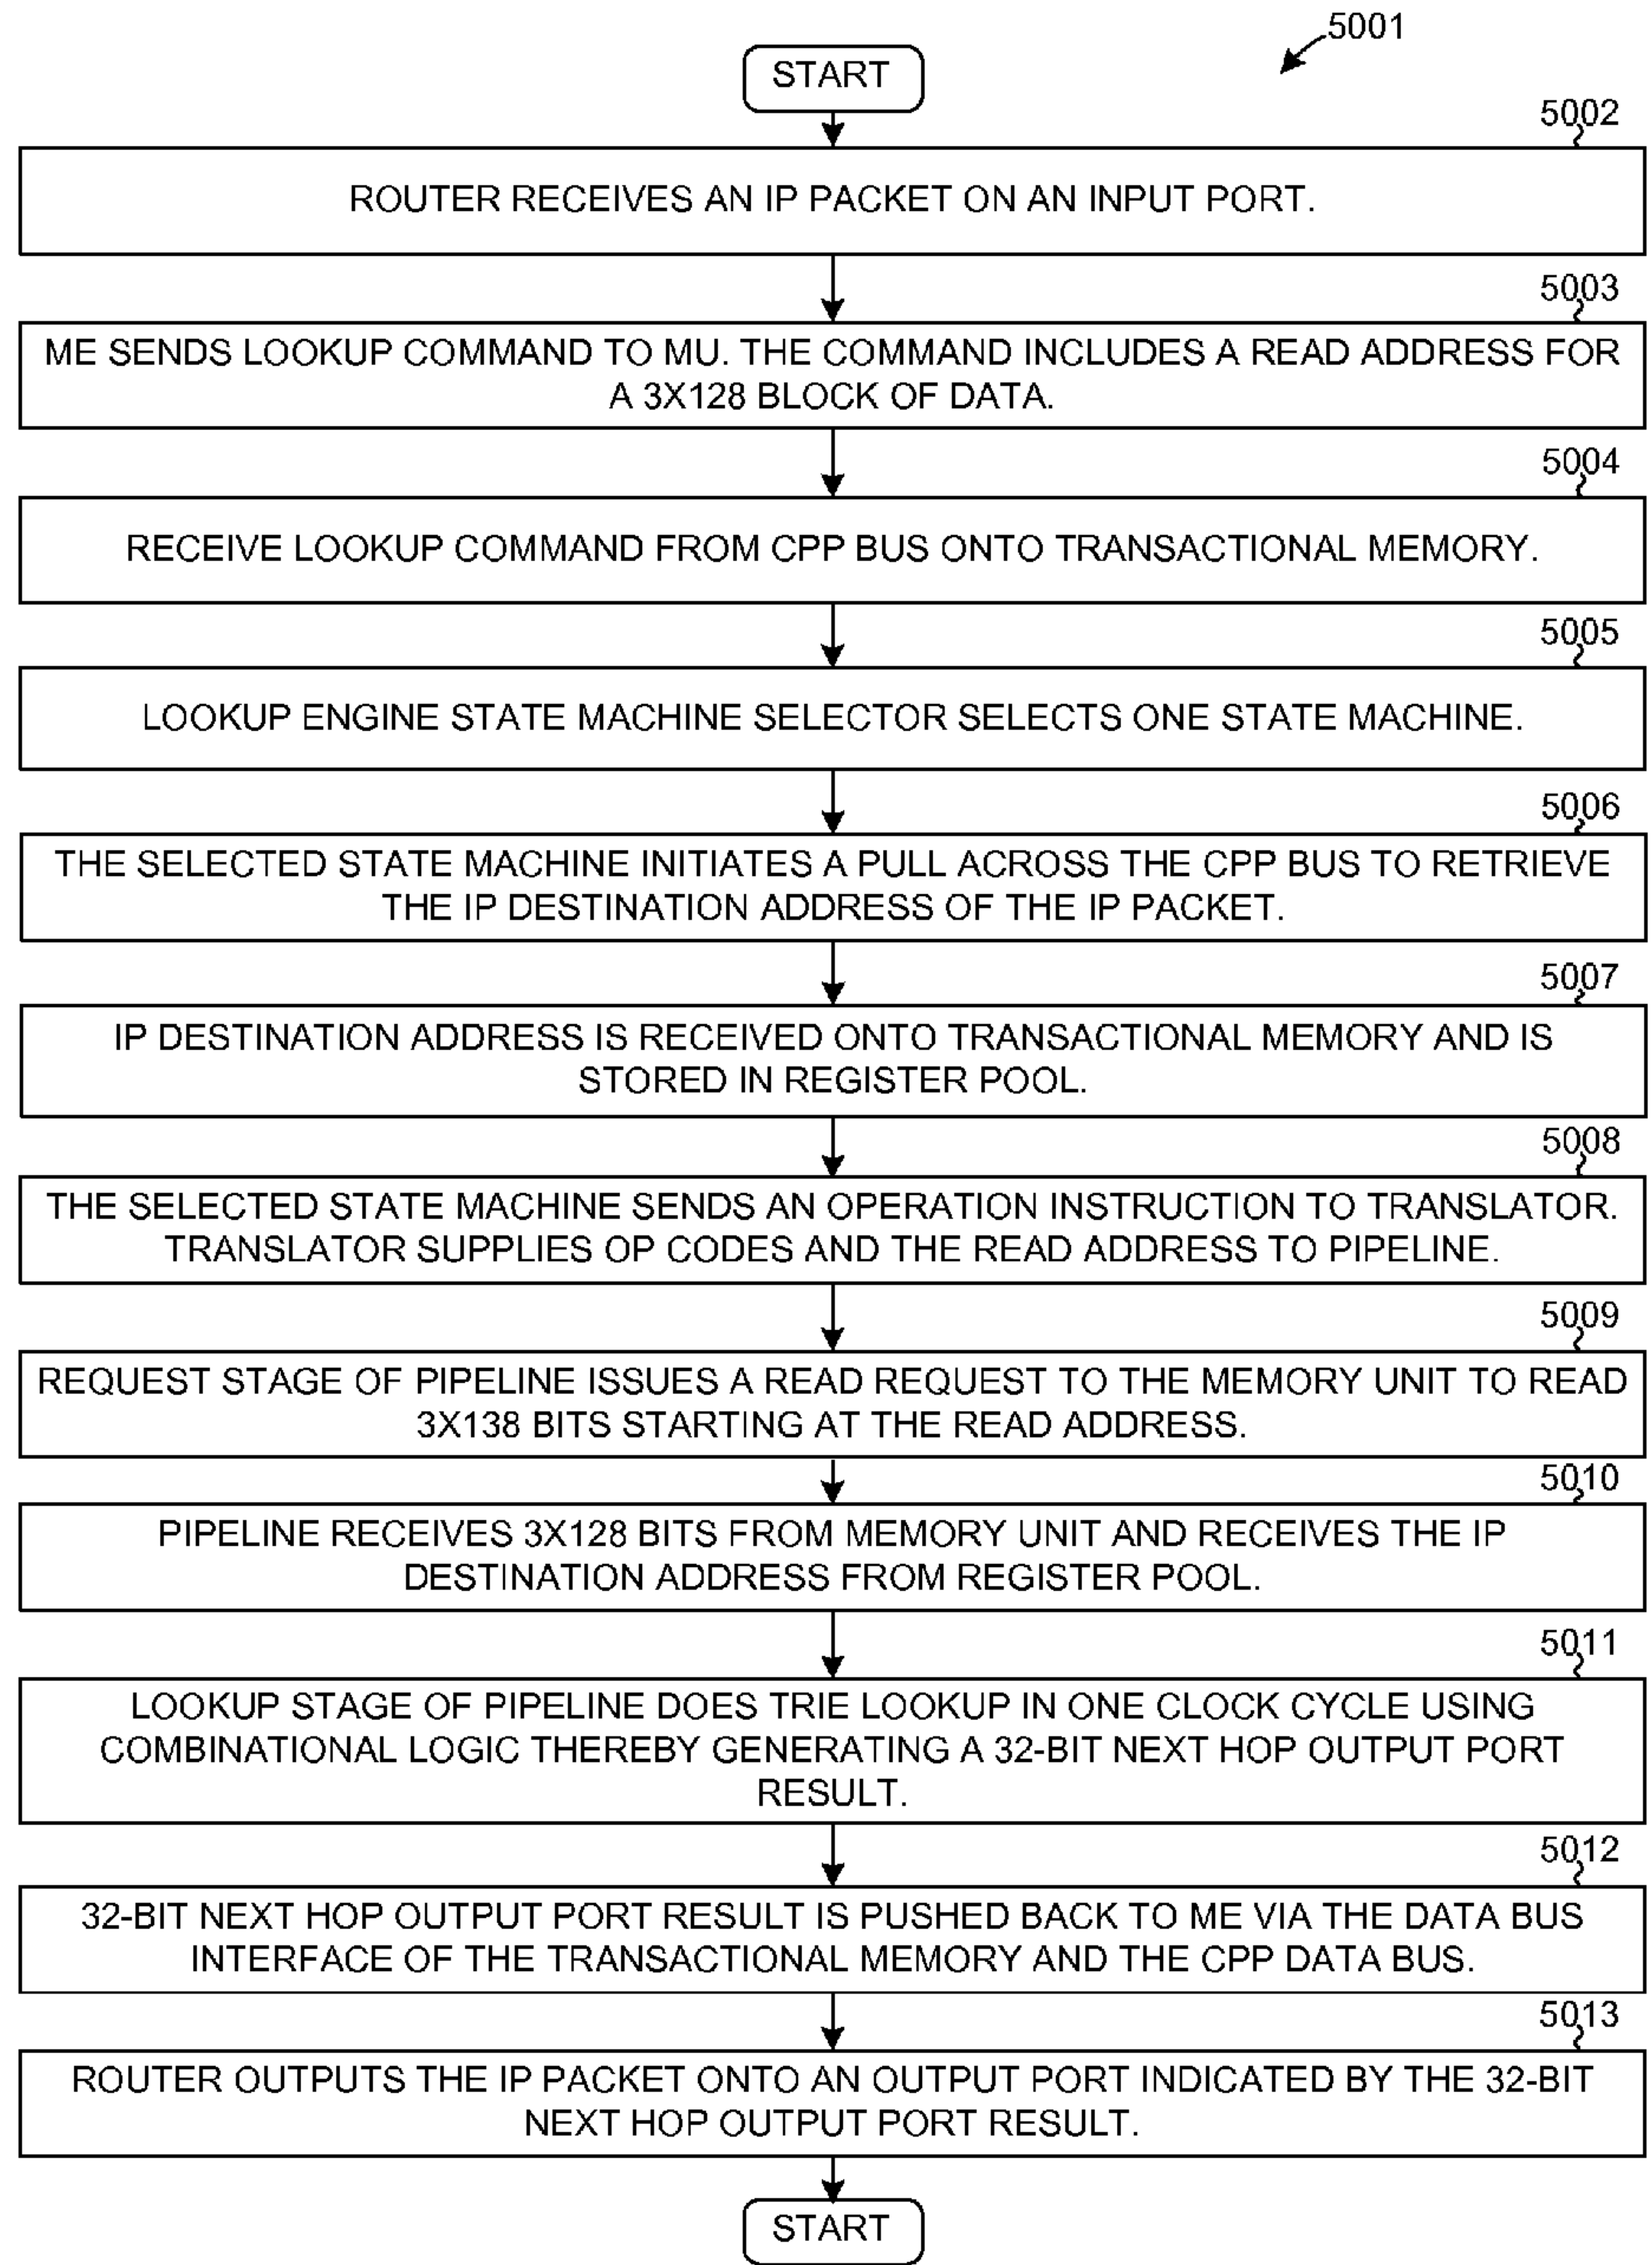 5001
START
5002
ROUTER RECEIVES AN IP PACKET ON AN INPUT PORT.
5003
ME SENDS LOOKUP COMMAND TO MU. THE COMMAND INCLUDES A READ ADDRESS FOR
A 3X128 BLOCK OF DATA.
5004
RECEIVE LOOKUP COMMAND FROM CPP BUS ONTO TRANSACTIONAL MEMORY.
5005
LOOKUP ENGINE STATE MACHINE SELECTOR SELECTS ONE STATE MACHINE.
5006
THE SELECTED STATE MACHINE INITIATES A PULL ACROSS THE CPP BUS TO RETRIEVE
THE IP DESTINATION ADDRESS OF THE IP PACKET.
5007
IP DESTINATION ADDRESS IS RECEIVED ONTO TRANSACTIONAL MEMORY AND IS
STORED IN REGISTER POOL.
5008
THE SELECTED STATE MACHINE SENDS AN OPERATION INSTRUCTION TO TRANSLATOR.
TRANSLATOR SUPPLIES OP CODES AND THE READ ADDRESS TO PIPELINE.
5009
REQUEST STAGE OF PIPELINE ISSUES A READ REQUEST TO THE MEMORY UNIT TO READ
3X138 BITS STARTING AT THE READ ADDRESS.
5010
PIPELINE RECEIVES 3X128 BITS FROM MEMORY UNIT AND RECEIVES THE IP
DESTINATION ADDRESS FROM REGISTER POOL.
5011
LOOKUP STAGE OF PIPELINE DOES TRIE LOOKUP IN ONE CLOCK CYCLE USING
COMBINATIONAL LOGIC THEREBY GENERATING A 32-BIT NEXT HOP OUTPUT PORT
RESULT.
5012
32-BIT NEXT HOP OUTPUT PORT RESULT IS PUSHED BACK TO ME VIA THE DATA BUS
INTERFACE OF THE TRANSACTIONAL MEMORY AND THE CPP DATA BUS.
5013
ROUTER OUTPUTS THE IP PACKET ONTO AN OUTPUT PORT INDICATED BY THE 32-BIT
NEXT HOP OUTPUT PORT RESULT.
START